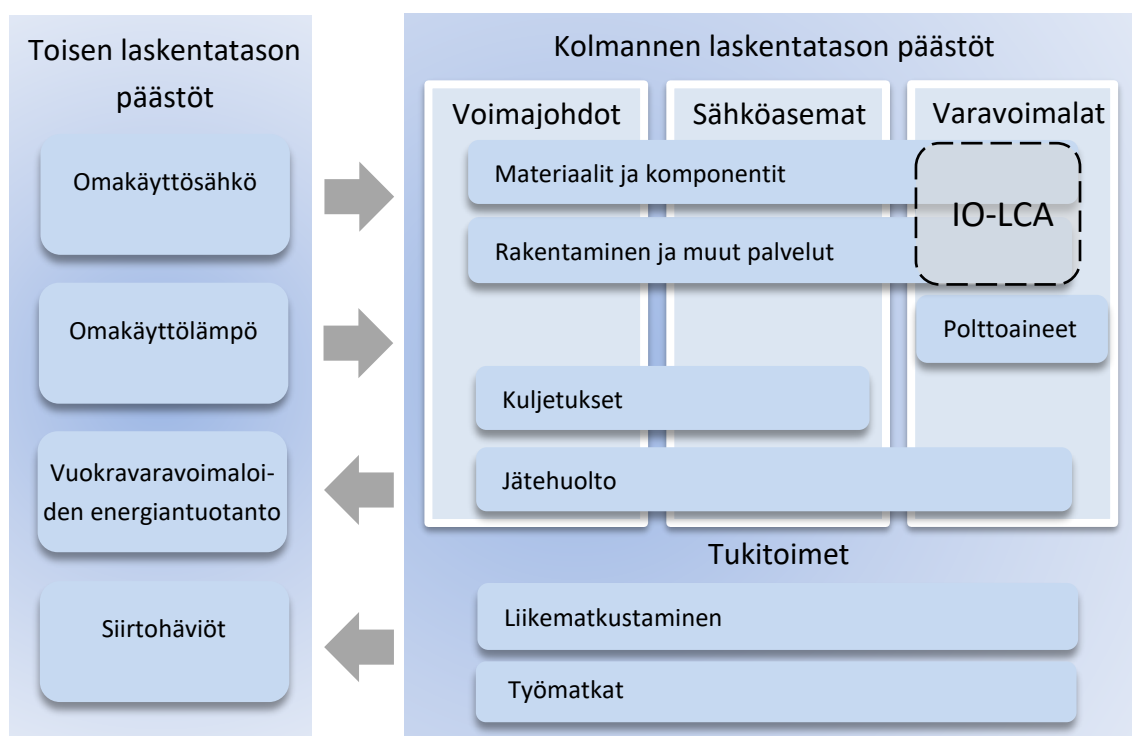 Toisen laskentatason
päästöt
Omakäyttösähkö
Omakäyttölämpö
Vuokravaravoimaloi-
den energiantuotanto
Siirtohäviöt
Kolmannen laskentatason päästöt
Voimajohdot
Sähköasemat
Varavoimalat
Materiaalit ja komponentit
IO-LCA
Rakentaminen ja muut palvelut
Polttoaineet
Kuljetukset
Jätehuolto
Tukitoimet
Liikematkustaminen
Työmatkat